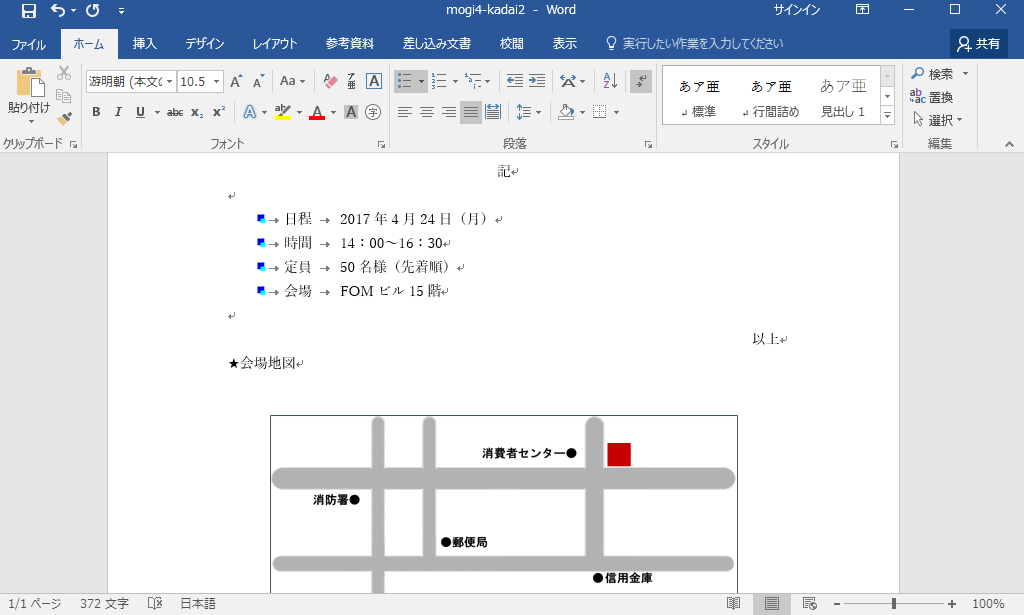 mogi4-kadai2 - Word
サインイン
ファイル ホーム 挿入 デザイン レイアウト 参考資料 差し込み文書 校閲 表示 実行したい作業を入力してください 共有
貼り付け
クリップボード
游明朝 (本文の 10.5 A A Aa 亜 A
B I U abc x₂ x² A ab A A 字
フォント
段落
あア亜 あア亜 あア亜
↲ 標準 ↲ 行間詰め 見出し 1
スタイル
検索
置換
選択
編集
記
日程 → 2017 年 4 月 24 日（月）
時間 → 14：00～16：30
定員 → 50 名様（先着順）
会場 → FOM ビル 15 階
以上
★会場地図
消費者センター●
消防署●
●郵便局
●信用金庫
1/1 ページ 372 文字 日本語 100%